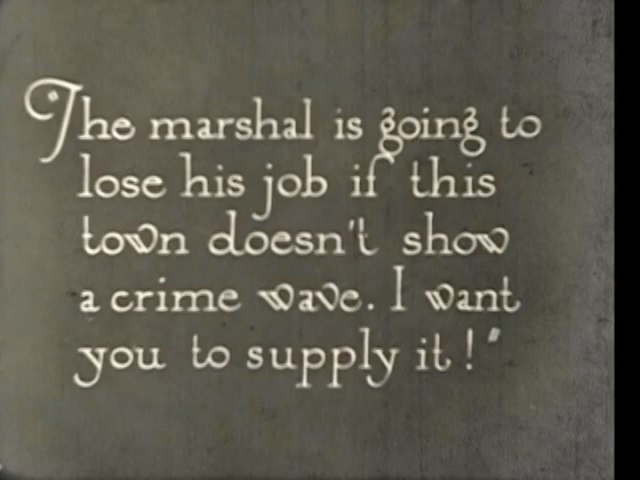 The marshal is going to
lose his job if this
town doesn't show
a crime wave. I want
you to supply it!"